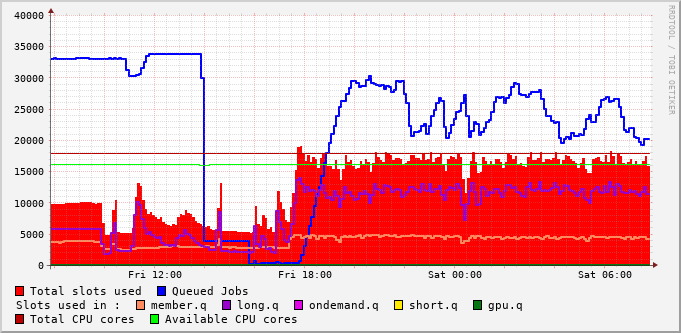 40000
35000
30000
25000
20000
15000
10000
5000
0
Fri 12:00 Fri 18:00 Sat 00:00 Sat 06:00
RRDTOOL / TOBI OETIKER
Total slots used Queued Jobs
Slots used in : member.q long.q ondemand.q short.q gpu.q
Total CPU cores Available CPU cores